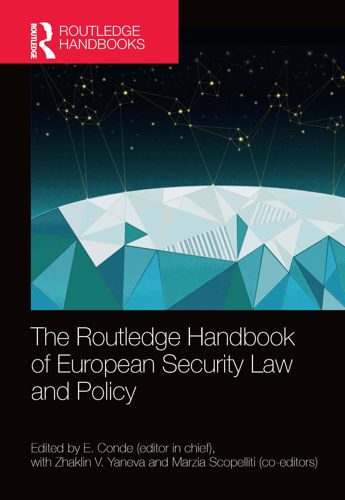 ROUTLEDGE
ROUTLEDGE
HANDBOOKS
The Routledge Handbook
of European Security Law
and Policy
Edited by E. Conde (editor in chief),
with Zhaklin V. Yaneva and Marzia Scopelliti (co-editors)